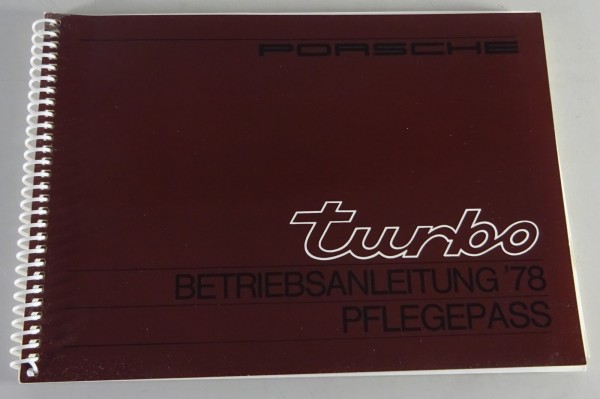 PORSCHE
turbo
BETRIEBSANLEITUNG '78
PFLEGEPASS